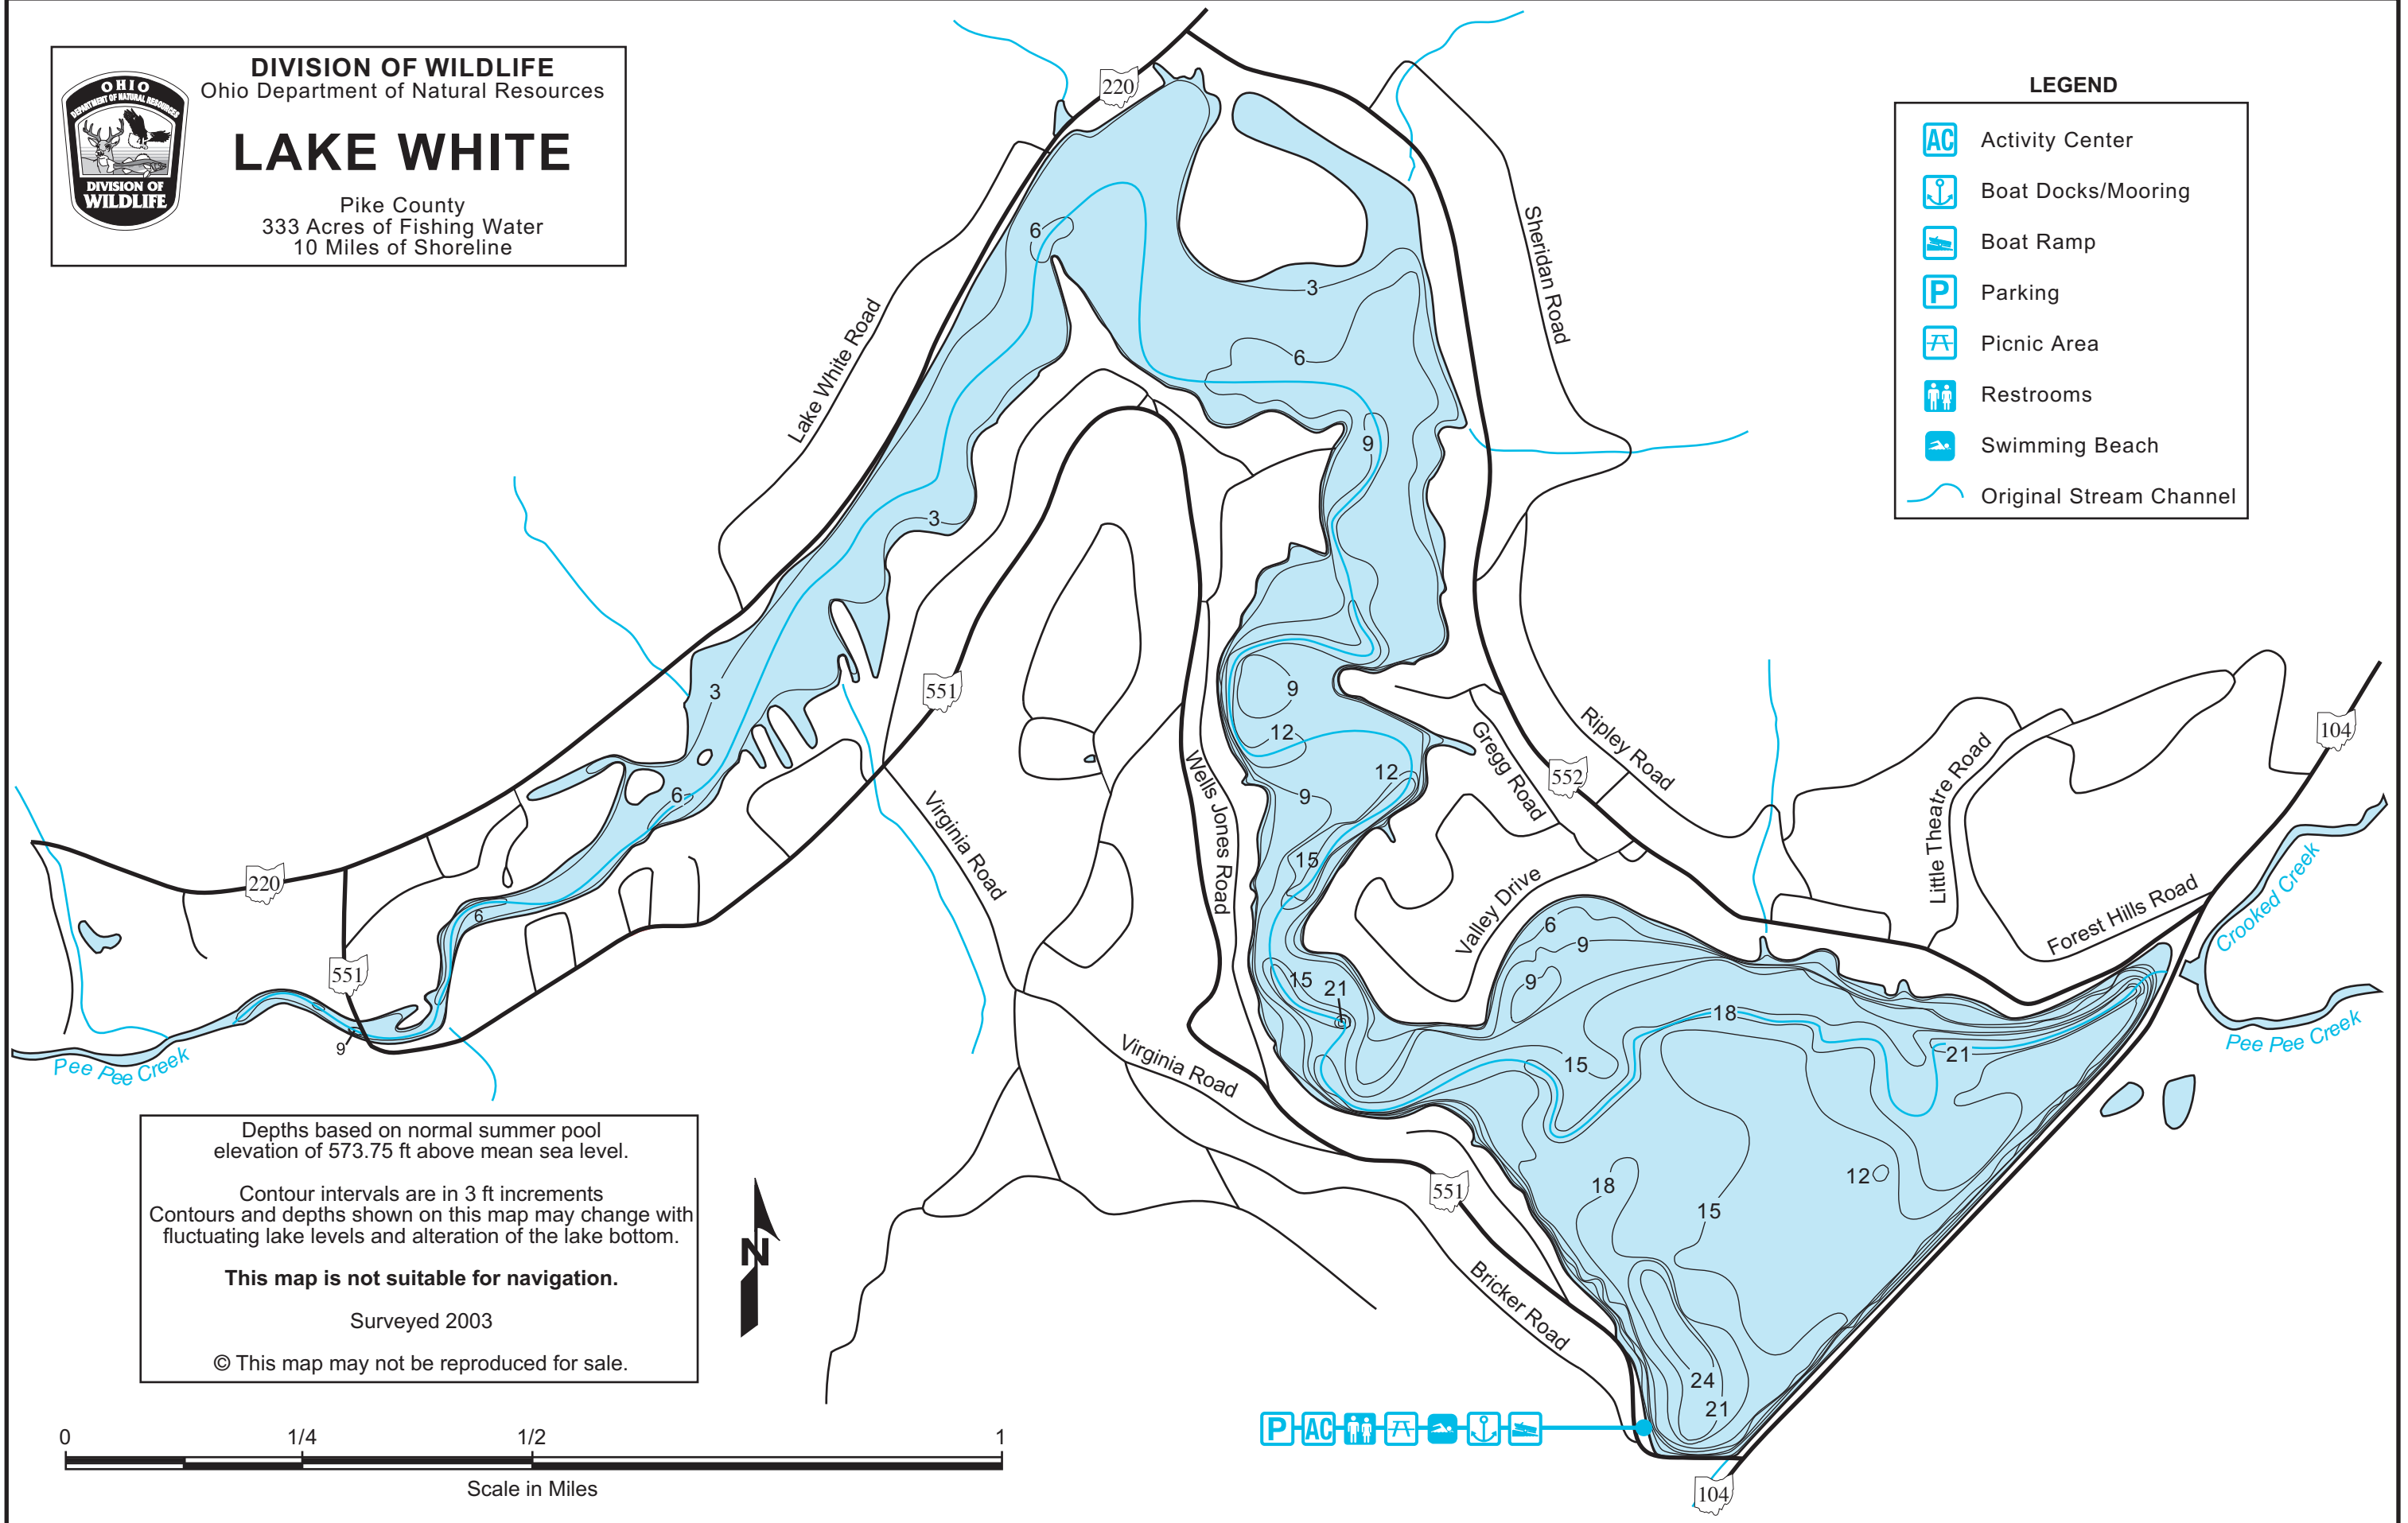 OHIO
DEPARTMENT OF NATURAL RESOURCES
DIVISION OF
WILDLIFE
DIVISION OF WILDLIFE
Ohio Department of Natural Resources
LAKE WHITE
Pike County
333 Acres of Fishing Water
10 Miles of Shoreline
LEGEND
AC Activity Center
Boat Docks/Mooring
Boat Ramp
P Parking
Picnic Area
Restrooms
Swimming Beach
Original Stream Channel
220
6
3
Sheridan Road
Lake White Road
6
9
3
3
551
9
12
Wells Jones Road
12
9
Gregg Road
552
Ripley Road
104
6
Virginia Road
15
Little Theatre Road
Crooked Creek
220
6
551
9
Pee Pee Creek
Valley Drive
Forest Hills Road
6
9
9
15
21
18
15
21
Pee Pee Creek
Virginia Road
551
18
15
12
Bricker Road
24
21
104
Depths based on normal summer pool
elevation of 573.75 ft above mean sea level.
Contour intervals are in 3 ft increments
Contours and depths shown on this map may change with
fluctuating lake levels and alteration of the lake bottom.
This map is not suitable for navigation.
Surveyed 2003
© This map may not be reproduced for sale.
N
0 1/4 1/2 1
Scale in Miles
P AC